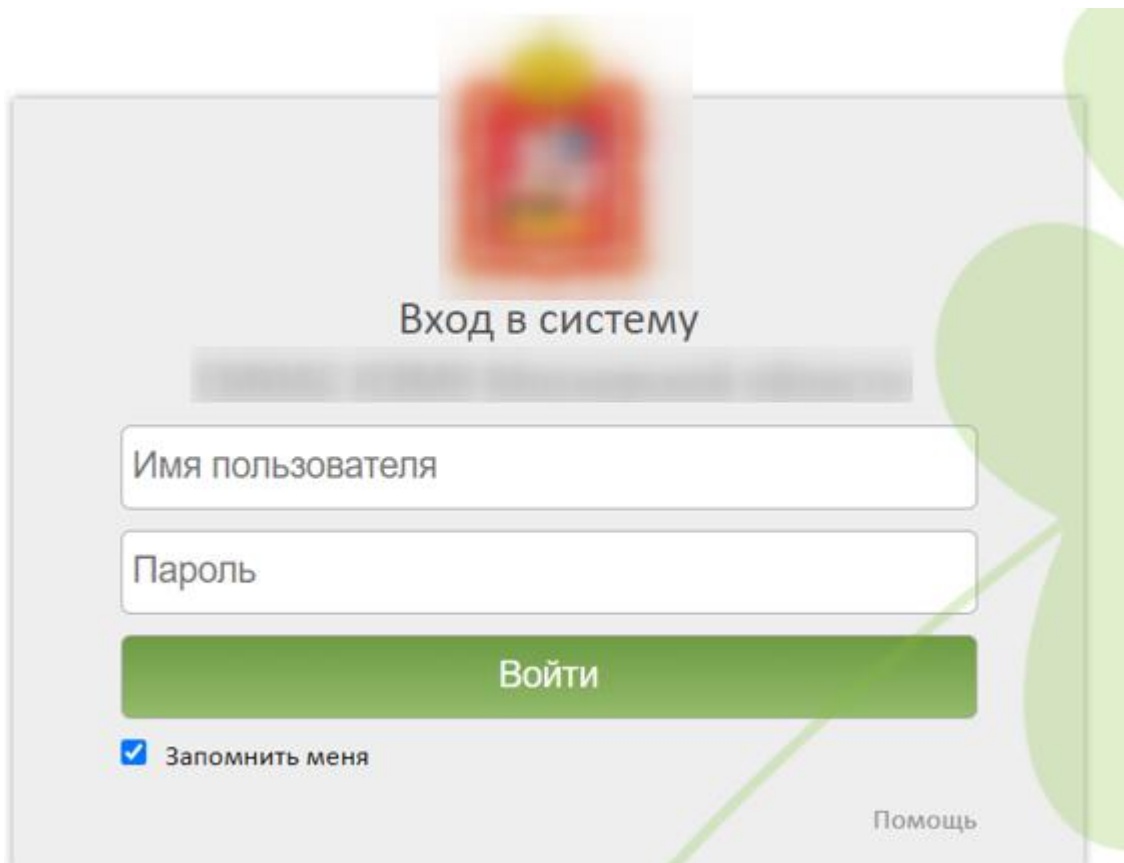 Вход в систему
Имя пользователя
Пароль
Войти
Запомнить меня
Помощь